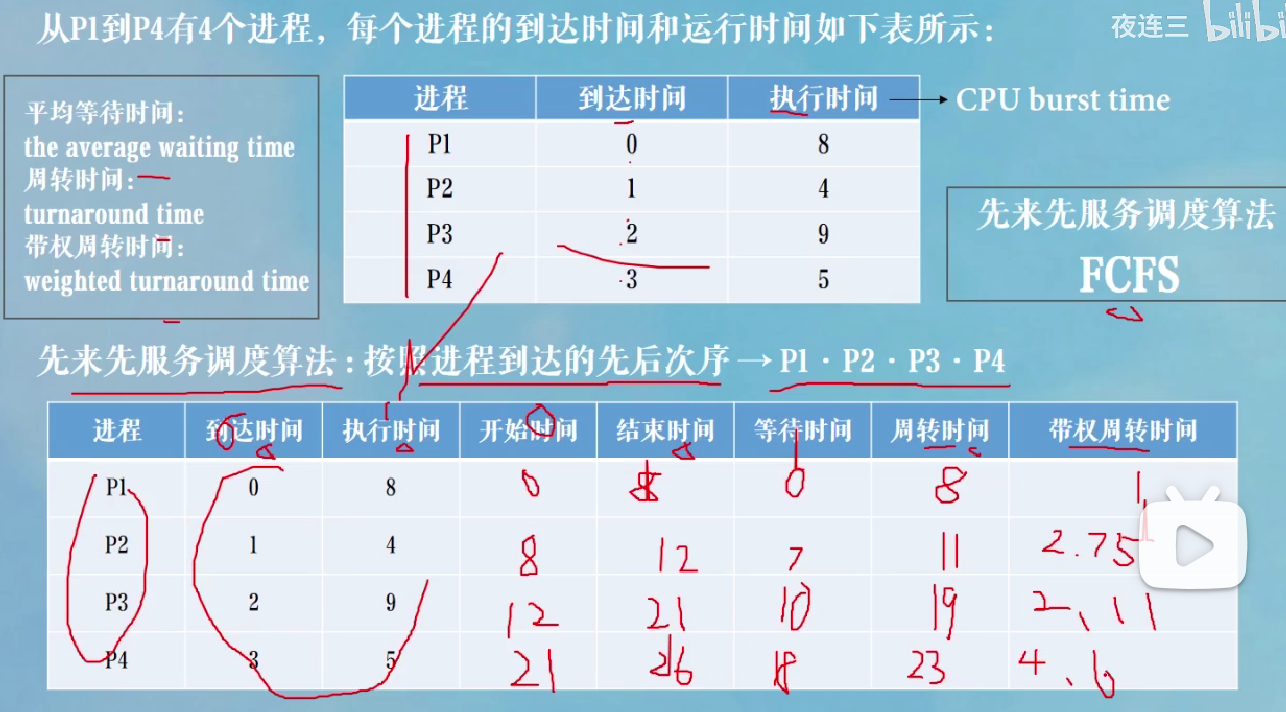 从P1到P4有4个进程，每个进程的到达时间和运行时间如下表所示：
夜连三 bilibi
平均等待时间：
the average waiting time
周转时间：
turnaround time
带权周转时间：
weighted turnaround time
进程 到达时间 执行时间
P1 0 8
P2 1 4
P3 2 9
P4 3 5
CPU burst time
先来先服务调度算法
FCFS
先来先服务调度算法：按照进程到达的先后次序→P1·P2·P3·P4
进程 到达时间 执行时间 开始时间 结束时间 等待时间 周转时间 带权周转时间
P1 0 8 0 8 0 8 1
P2 1 4 8 12 7 11 2.75
P3 2 9 12 21 10 19 2.11
P4 3 5 21 26 18 23 4.6